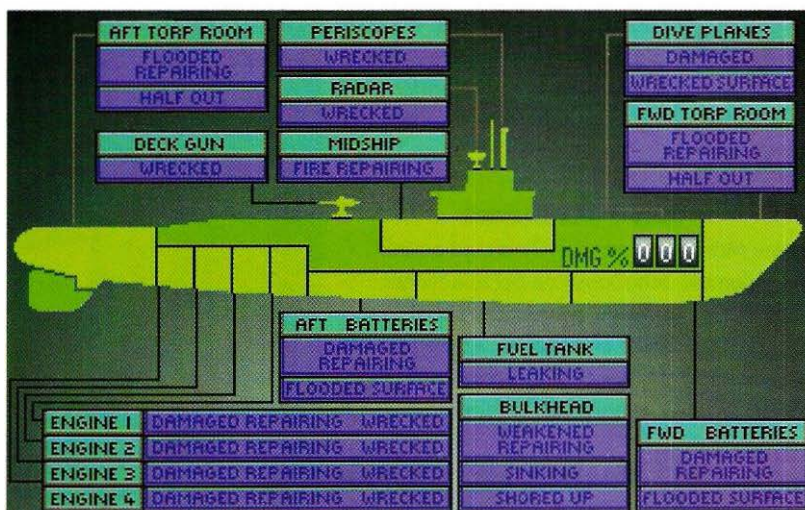 AFT TORP ROOM
FLOODED
REPAIRING
HALF OUT
PERISCOPES
WRECKED
RADAR
WRECKED
DECK GUN
WRECKED
MIDSHIP
FIRE REPAIRING
DIVE PLANES
DAMAGED
WRECKED SURFACE
FWD TORP ROOM
FLOODED
REPAIRING
HALF OUT
DMG % 000
AFT BATTERIES
DAMAGED
REPAIRING
FLOODED SURFACE
FUEL TANK
LEAKING
BULKHEAD
WEAKENED
REPAIRING
SINKING
SHORED UP
ENGINE 1 DAMAGED REPAIRING WRECKED
ENGINE 2 DAMAGED REPAIRING WRECKED
ENGINE 3 DAMAGED REPAIRING WRECKED
ENGINE 4 DAMAGED REPAIRING WRECKED
FWD BATTERIES
DAMAGED
REPAIRING
FLOODED SURFACE